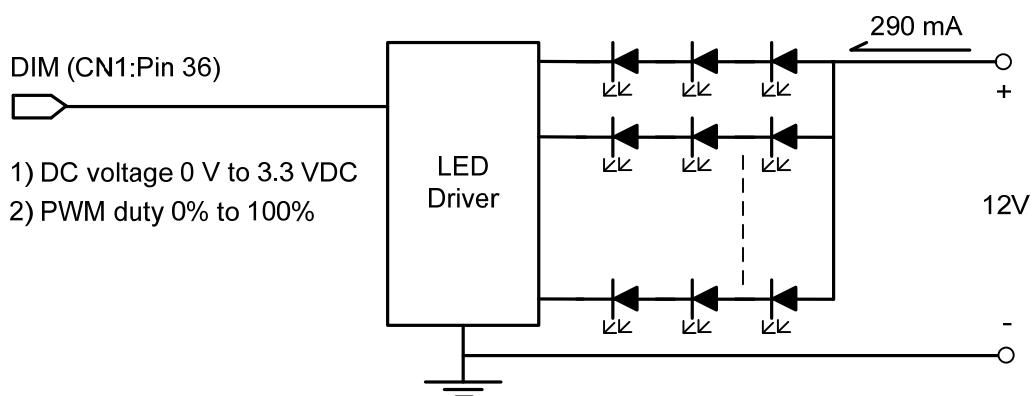 290 mA
DIM (CN1:Pin 36)
+
1) DC voltage 0 V to 3.3 VDC
2) PWM duty 0% to 100%
LED
Driver
12V
-